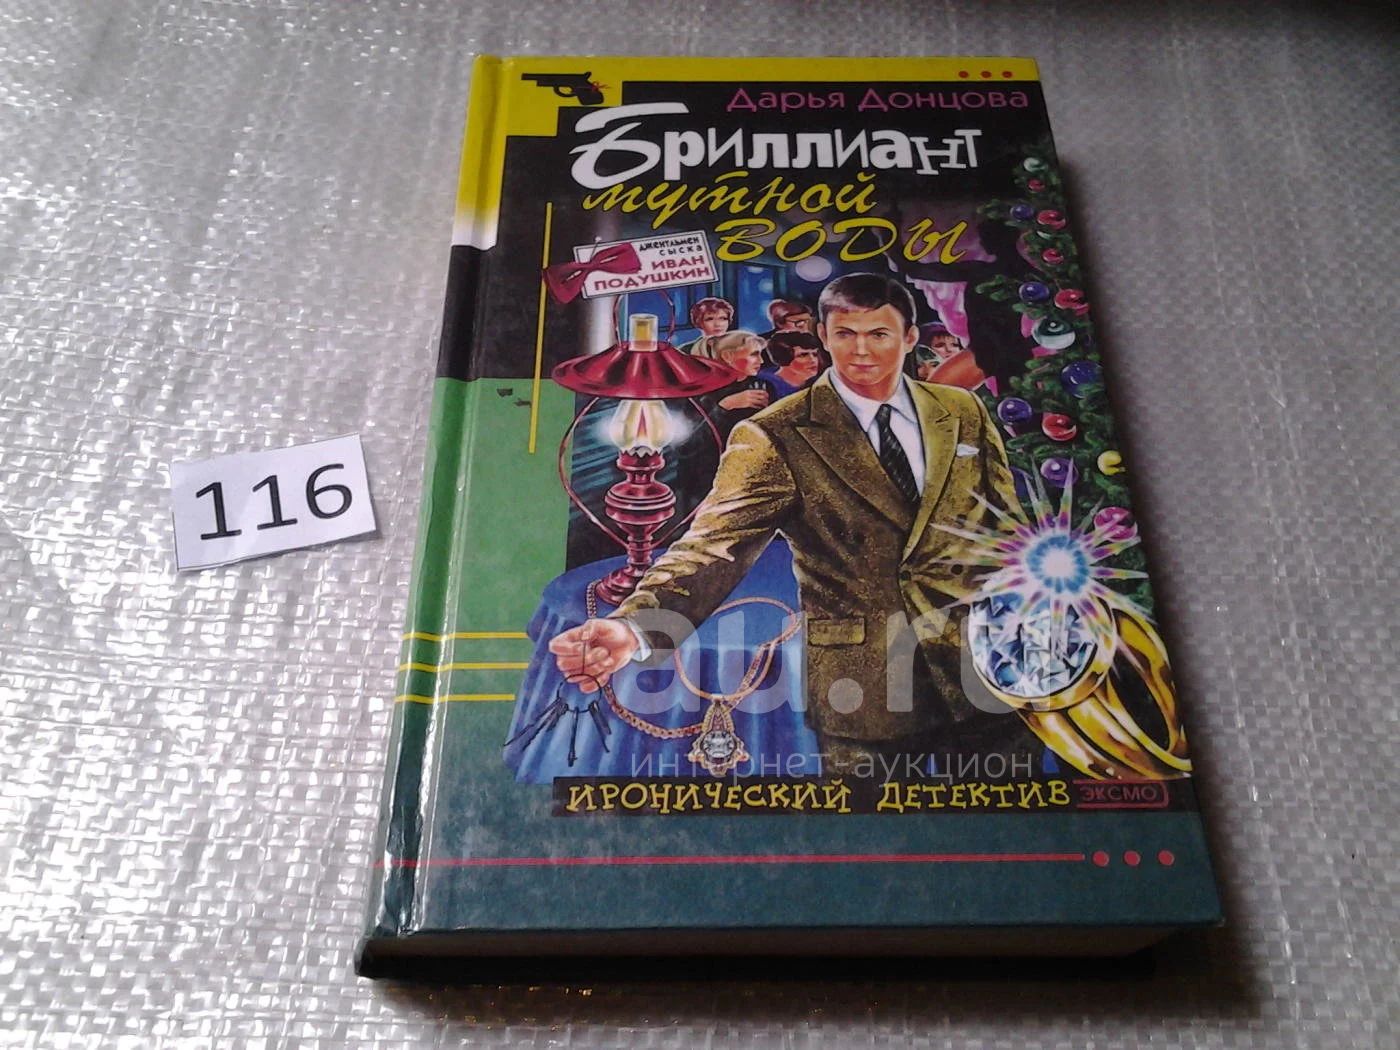 Дарья Донцова
Бриллиант
мутной
воды
джентльмен
сыска
ИВАН
ПОДУШКИН
116
au.ru
интернет-аукцион
ИРОНИЧЕСКИЙ ДЕТЕКТИВ
ЭКСМО